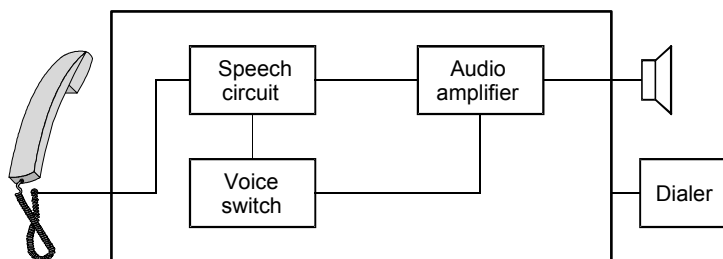 Speech
circuit
Audio
amplifier
Voice
switch
Dialer